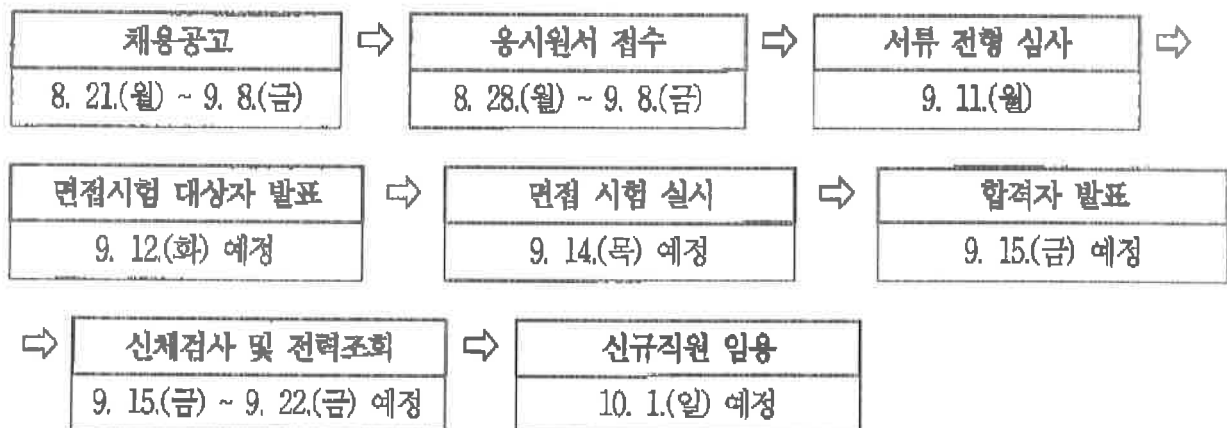 채용공고 ⇨ 응시원서 접수 ⇨ 서류 전형 심사 ⇨
8. 21.(월) ~ 9. 8.(금) 8. 28.(월) ~ 9. 8.(금) 9. 11.(월)
면접시험 대상자 발표 ⇨ 면접 시험 실시 ⇨ 합격자 발표
9. 12.(화) 예정 9. 14.(목) 예정 9. 15.(금) 예정
⇨ 신체검사 및 전력조회 ⇨ 신규직원 임용
9. 15.(금) ~ 9. 22.(금) 예정 10. 1.(일) 예정